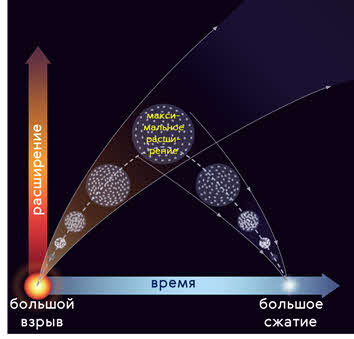 макси
мальное
расши-
рение
расширение
время
большой
взрыв
большое
сжатие